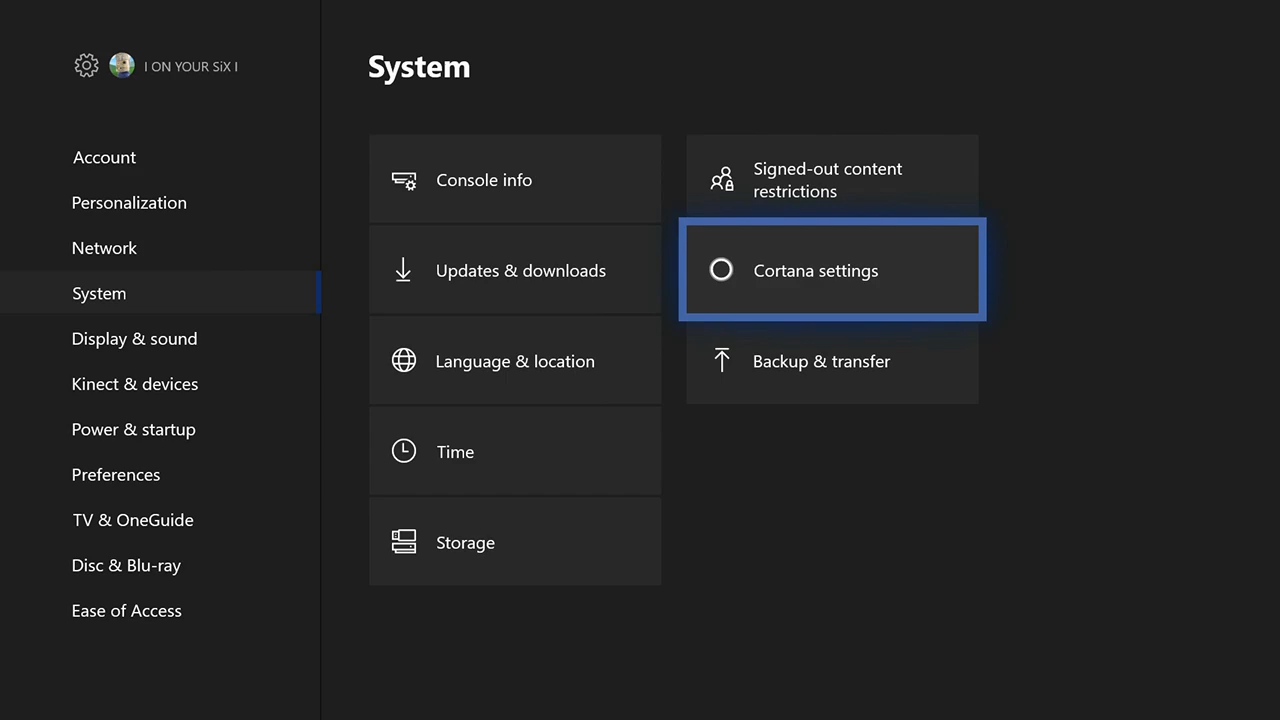 I ON YOUR SiX I
Account
Personalization
Network
System
Display & sound
Kinect & devices
Power & startup
Preferences
TV & OneGuide
Disc & Blu-ray
Ease of Access
System
Console info
Updates & downloads
Language & location
Time
Storage
Signed-out content
restrictions
Cortana settings
Backup & transfer